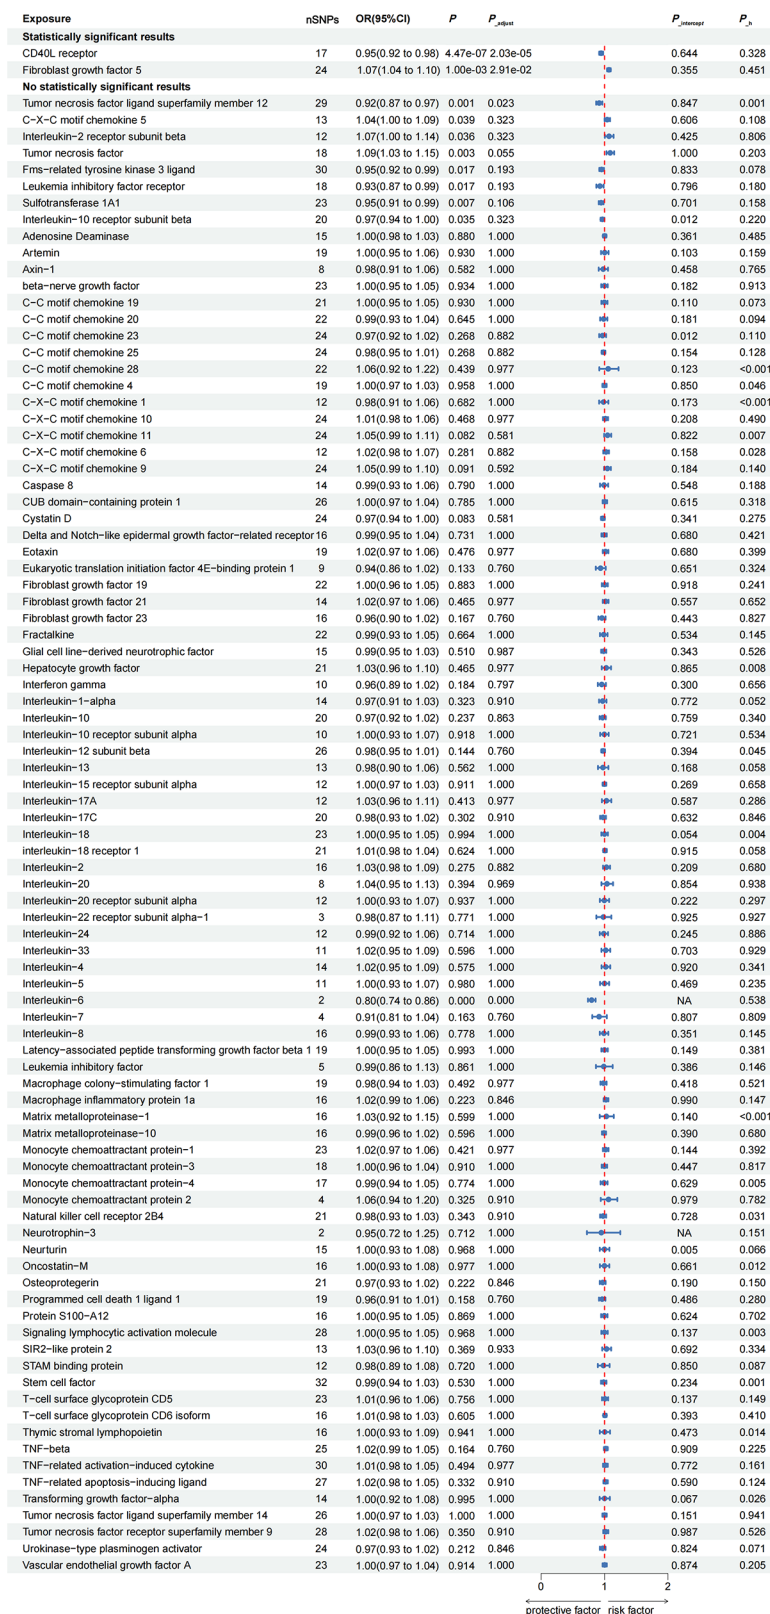 Exposure nSNPs OR(95%CI) P P_adjust P_intercept P_h
Statistically significant results
CD40L receptor 17 0.95(0.92 to 0.98) 4.47e-07 2.03e-05 0.644 0.328
Fibroblast growth factor 5 24 1.07(1.04 to 1.10) 1.00e-03 2.91e-02 0.355 0.451
No statistically significant results
Tumor necrosis factor ligand superfamily member 12 29 0.92(0.87 to 0.97) 0.001 0.023 0.847 0.001
C−X−C motif chemokine 5 13 1.04(1.00 to 1.09) 0.039 0.323 0.606 0.108
Interleukin−2 receptor subunit beta 12 1.07(1.00 to 1.14) 0.036 0.323 0.425 0.806
Tumor necrosis factor 18 1.09(1.03 to 1.15) 0.003 0.055 1.000 0.203
Fms−related tyrosine kinase 3 ligand 30 0.95(0.92 to 0.99) 0.017 0.193 0.833 0.078
Leukemia inhibitory factor receptor 18 0.93(0.87 to 0.99) 0.017 0.193 0.796 0.180
Sulfotransferase 1A1 23 0.95(0.91 to 0.99) 0.007 0.106 0.701 0.158
Interleukin−10 receptor subunit beta 20 0.97(0.94 to 1.00) 0.035 0.323 0.012 0.220
Adenosine Deaminase 15 1.00(0.98 to 1.03) 0.880 1.000 0.361 0.485
Artemin 19 1.00(0.95 to 1.06) 0.930 1.000 0.103 0.159
Axin−1 8 0.98(0.91 to 1.06) 0.582 1.000 0.458 0.765
beta−nerve growth factor 23 1.00(0.95 to 1.05) 0.934 1.000 0.182 0.913
C−C motif chemokine 19 21 1.00(0.95 to 1.05) 0.930 1.000 0.110 0.073
C−C motif chemokine 20 22 0.99(0.93 to 1.04) 0.645 1.000 0.181 0.094
C−C motif chemokine 23 24 0.97(0.92 to 1.02) 0.268 0.882 0.012 0.110
C−C motif chemokine 25 24 0.98(0.95 to 1.01) 0.268 0.882 0.154 0.128
C−C motif chemokine 28 22 1.06(0.92 to 1.22) 0.439 0.977 0.123 <0.001
C−C motif chemokine 4 19 1.00(0.97 to 1.03) 0.958 1.000 0.850 0.046
C−X−C motif chemokine 1 12 0.98(0.91 to 1.06) 0.682 1.000 0.173 <0.001
C−X−C motif chemokine 10 24 1.01(0.98 to 1.06) 0.468 0.977 0.208 0.490
C−X−C motif chemokine 11 24 1.05(0.99 to 1.11) 0.082 0.581 0.822 0.007
C−X−C motif chemokine 6 12 1.02(0.98 to 1.07) 0.281 0.882 0.158 0.028
C−X−C motif chemokine 9 24 1.05(0.99 to 1.10) 0.091 0.592 0.184 0.140
Caspase 8 14 0.99(0.93 to 1.06) 0.790 1.000 0.548 0.188
CUB domain−containing protein 1 26 1.00(0.97 to 1.04) 0.785 1.000 0.615 0.318
Cystatin D 24 0.97(0.94 to 1.00) 0.083 0.581 0.341 0.275
Delta and Notch−like epidermal growth factor−related receptor 16 0.99(0.95 to 1.04) 0.731 1.000 0.680 0.421
Eotaxin 19 1.02(0.97 to 1.06) 0.476 0.977 0.680 0.399
Eukaryotic translation initiation factor 4E−binding protein 1 9 0.94(0.86 to 1.02) 0.133 0.760 0.651 0.324
Fibroblast growth factor 19 22 1.00(0.96 to 1.05) 0.883 1.000 0.918 0.241
Fibroblast growth factor 21 14 1.02(0.97 to 1.06) 0.465 0.977 0.557 0.652
Fibroblast growth factor 23 16 0.96(0.90 to 1.02) 0.167 0.760 0.443 0.827
Fractalkine 22 0.99(0.93 to 1.05) 0.664 1.000 0.534 0.145
Glial cell line−derived neurotrophic factor 15 0.99(0.95 to 1.03) 0.510 0.987 0.343 0.526
Hepatocyte growth factor 21 1.03(0.96 to 1.10) 0.465 0.977 0.865 0.008
Interferon gamma 10 0.96(0.89 to 1.02) 0.184 0.797 0.300 0.656
Interleukin−1−alpha 14 0.97(0.91 to 1.03) 0.323 0.910 0.772 0.052
Interleukin−10 20 0.97(0.92 to 1.02) 0.237 0.863 0.759 0.340
Interleukin−10 receptor subunit alpha 10 1.00(0.93 to 1.07) 0.918 1.000 0.721 0.534
Interleukin−12 subunit beta 26 0.98(0.95 to 1.01) 0.144 0.760 0.394 0.045
Interleukin−13 13 0.98(0.90 to 1.06) 0.562 1.000 0.168 0.058
Interleukin−15 receptor subunit alpha 12 1.00(0.97 to 1.03) 0.911 1.000 0.269 0.658
Interleukin−17A 12 1.03(0.96 to 1.11) 0.413 0.977 0.587 0.286
Interleukin−17C 20 0.98(0.93 to 1.02) 0.302 0.910 0.632 0.846
Interleukin−18 23 1.00(0.95 to 1.05) 0.994 1.000 0.054 0.004
interleukin−18 receptor 1 21 1.01(0.98 to 1.04) 0.624 1.000 0.915 0.058
Interleukin−2 16 1.03(0.98 to 1.09) 0.275 0.882 0.209 0.680
Interleukin−20 8 1.04(0.95 to 1.13) 0.394 0.969 0.854 0.938
Interleukin−20 receptor subunit alpha 12 1.00(0.93 to 1.07) 0.937 1.000 0.222 0.297
Interleukin−22 receptor subunit alpha−1 3 0.98(0.87 to 1.11) 0.771 1.000 0.925 0.927
Interleukin−24 12 0.99(0.92 to 1.06) 0.714 1.000 0.245 0.886
Interleukin−33 11 1.02(0.95 to 1.09) 0.596 1.000 0.703 0.929
Interleukin−4 14 1.02(0.95 to 1.09) 0.575 1.000 0.920 0.341
Interleukin−5 11 1.00(0.93 to 1.07) 0.980 1.000 0.469 0.235
Interleukin−6 2 0.80(0.74 to 0.86) 0.000 0.000 NA 0.538
Interleukin−7 4 0.91(0.81 to 1.04) 0.163 0.760 0.807 0.809
Interleukin−8 16 0.99(0.93 to 1.06) 0.778 1.000 0.351 0.145
Latency−associated peptide transforming growth factor beta 1 19 1.00(0.95 to 1.05) 0.993 1.000 0.149 0.381
Leukemia inhibitory factor 5 0.99(0.86 to 1.13) 0.861 1.000 0.386 0.146
Macrophage colony−stimulating factor 1 19 0.98(0.94 to 1.03) 0.492 0.977 0.418 0.521
Macrophage inflammatory protein 1a 16 1.02(0.99 to 1.06) 0.223 0.846 0.990 0.147
Matrix metalloproteinase−1 16 1.03(0.92 to 1.15) 0.599 1.000 0.140 <0.001
Matrix metalloproteinase−10 16 0.99(0.96 to 1.02) 0.596 1.000 0.390 0.680
Monocyte chemoattractant protein−1 23 1.02(0.97 to 1.06) 0.421 0.977 0.144 0.392
Monocyte chemoattractant protein−3 18 1.00(0.96 to 1.04) 0.910 1.000 0.447 0.817
Monocyte chemoattractant protein−4 17 0.99(0.94 to 1.05) 0.774 1.000 0.629 0.005
Monocyte chemoattractant protein 2 4 1.06(0.94 to 1.20) 0.325 0.910 0.979 0.782
Natural killer cell receptor 2B4 21 0.98(0.93 to 1.03) 0.343 0.910 0.728 0.031
Neurotrophin−3 2 0.95(0.72 to 1.25) 0.712 1.000 NA 0.151
Neurturin 15 1.00(0.93 to 1.08) 0.968 1.000 0.005 0.066
Oncostatin−M 16 1.00(0.93 to 1.08) 0.977 1.000 0.661 0.012
Osteoprotegerin 21 0.97(0.93 to 1.02) 0.222 0.846 0.190 0.150
Programmed cell death 1 ligand 1 19 0.96(0.91 to 1.01) 0.158 0.760 0.486 0.280
Protein S100−A12 16 1.00(0.95 to 1.05) 0.869 1.000 0.624 0.702
Signaling lymphocytic activation molecule 28 1.00(0.95 to 1.05) 0.968 1.000 0.137 0.003
SIR2−like protein 2 13 1.03(0.96 to 1.10) 0.369 0.933 0.692 0.334
STAM binding protein 12 0.98(0.89 to 1.08) 0.720 1.000 0.850 0.087
Stem cell factor 32 0.99(0.94 to 1.03) 0.530 1.000 0.234 0.001
T−cell surface glycoprotein CD5 23 1.01(0.96 to 1.06) 0.756 1.000 0.137 0.149
T−cell surface glycoprotein CD6 isoform 16 1.01(0.98 to 1.03) 0.605 1.000 0.393 0.410
Thymic stromal lymphopoietin 16 1.00(0.93 to 1.09) 0.941 1.000 0.473 0.014
TNF−beta 25 1.02(0.99 to 1.05) 0.164 0.760 0.909 0.225
TNF−related activation−induced cytokine 30 1.01(0.98 to 1.05) 0.494 0.977 0.772 0.161
TNF−related apoptosis−inducing ligand 27 1.02(0.98 to 1.05) 0.332 0.910 0.590 0.124
Transforming growth factor−alpha 14 1.00(0.92 to 1.08) 0.995 1.000 0.067 0.026
Tumor necrosis factor ligand superfamily member 14 26 1.00(0.97 to 1.03) 1.000 1.000 0.151 0.941
Tumor necrosis factor receptor superfamily member 9 28 1.02(0.98 to 1.06) 0.350 0.910 0.987 0.526
Urokinase−type plasminogen activator 24 0.97(0.93 to 1.02) 0.212 0.846 0.824 0.071
Vascular endothelial growth factor A 23 1.00(0.97 to 1.04) 0.914 1.000 0.874 0.205
0 1 2
protective factor risk factor